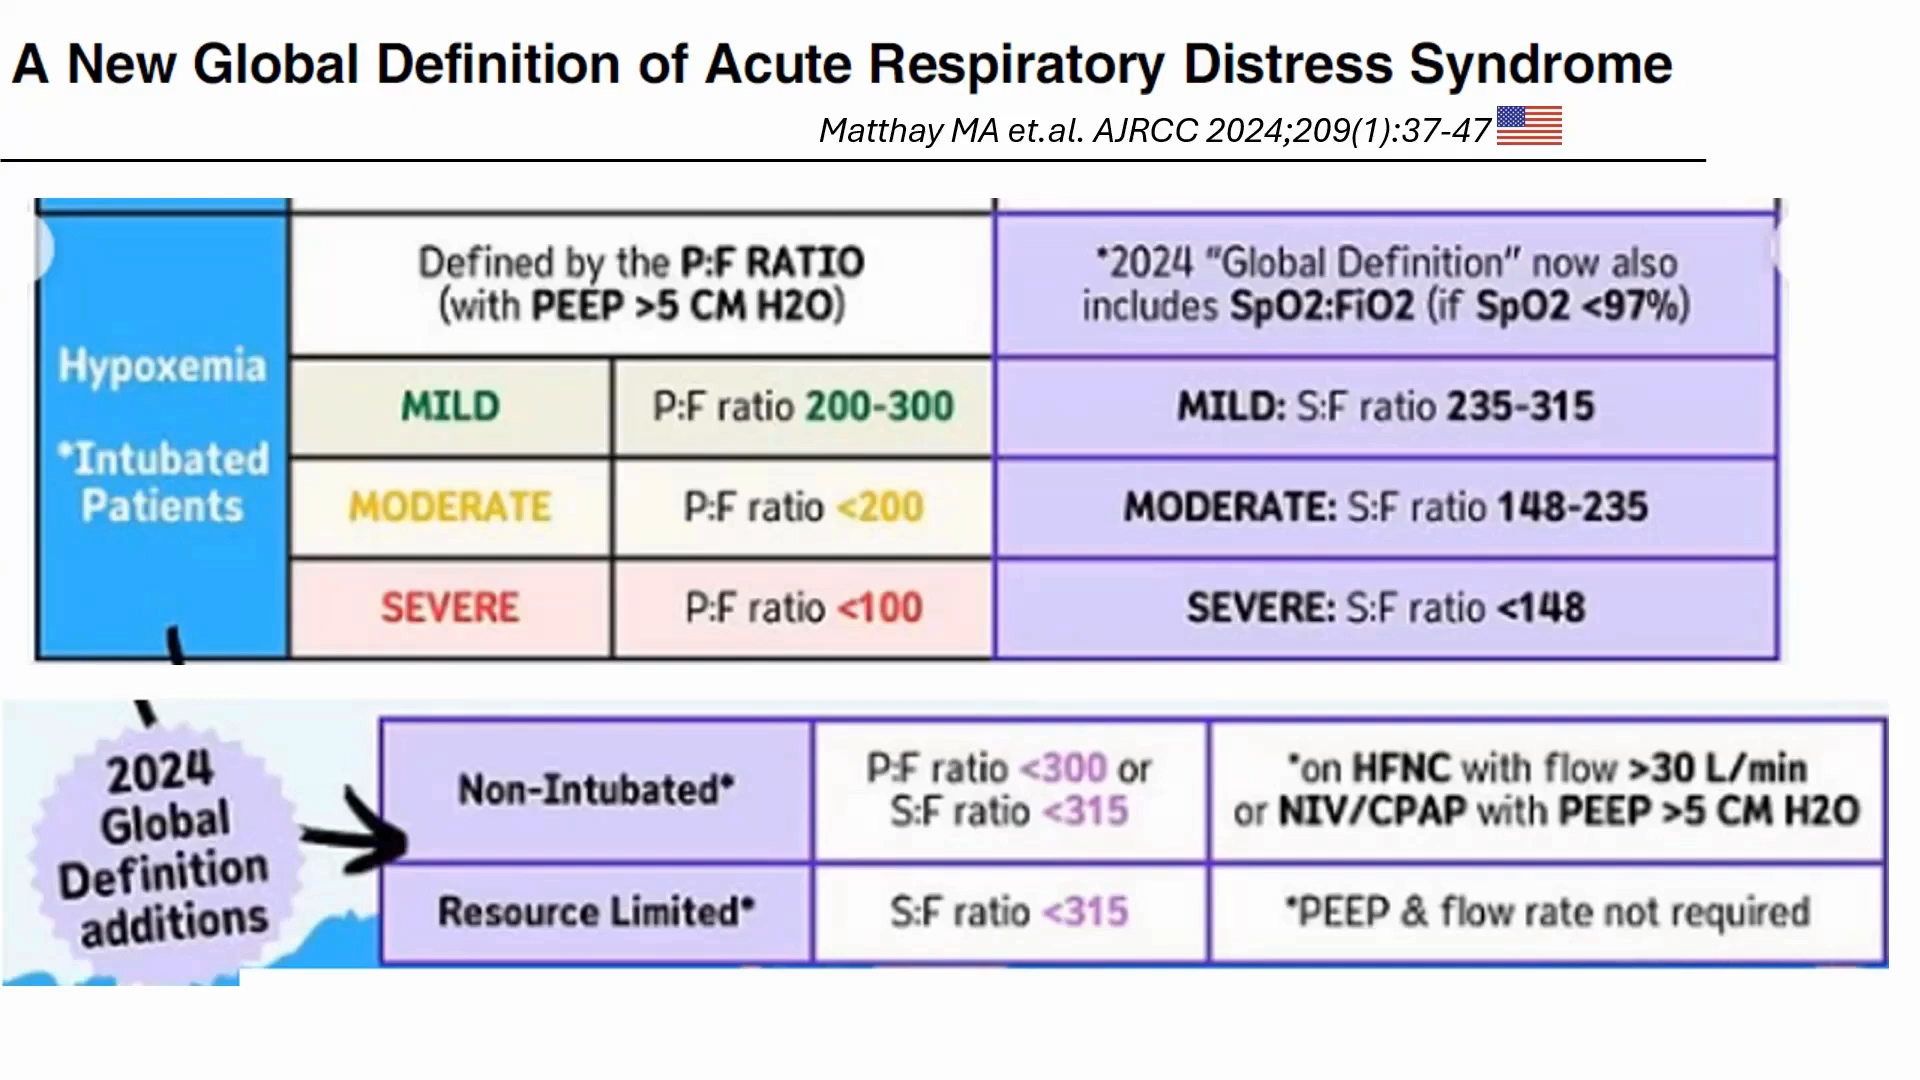 A New Global Definition of Acute Respiratory Distress Syndrome
Matthay MA et.al. AJRCC 2024;209(1):37-47
Hypoxemia
*Intubated
Patients
Defined by the P:F RATIO
(with PEEP >5 CM H2O)
*2024 "Global Definition" now also
includes SpO2:FiO2 (if SpO2 <97%)
MILD
P:F ratio 200-300
MILD: S:F ratio 235-315
MODERATE
P:F ratio <200
MODERATE: S:F ratio 148-235
SEVERE
P:F ratio <100
SEVERE: S:F ratio <148
2024
Global
Definition
additions
Non-Intubated*
P:F ratio <300 or
S:F ratio <315
*on HFNC with flow >30 L/min
or NIV/CPAP with PEEP >5 CM H2O
Resource Limited*
S:F ratio <315
*PEEP & flow rate not required